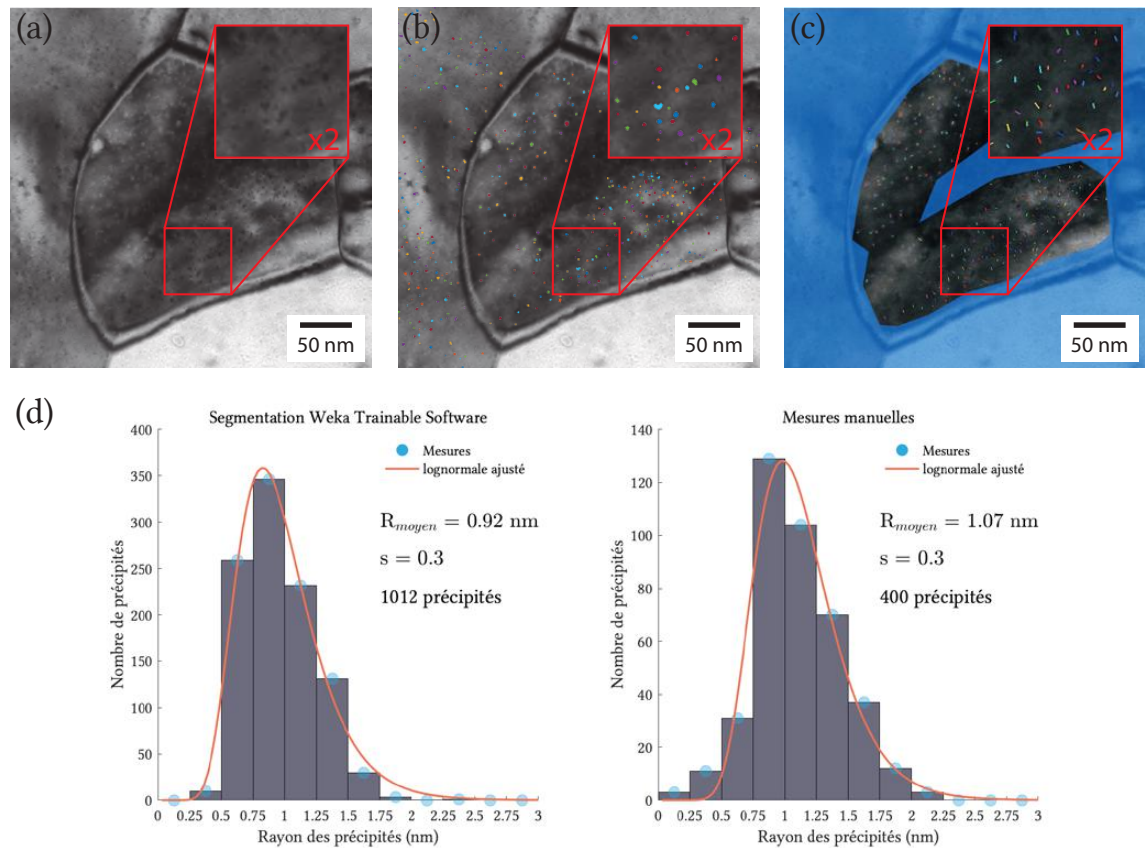 (a)
x2
50 nm
(b)
x2
50 nm
(c)
x2
50 nm
(d)
Segmentation Weka Trainable Software
400
350
300
250
200
150
100
50
0
Nombre de précipités
Mesures
lognormale ajusté
R_moyen = 0.92 nm
s = 0.3
1012 précipités
0 0.25 0.5 0.75 1 1.25 1.5 1.75 2 2.25 2.5 2.75 3
Rayon des précipités (nm)
Mesures manuelles
140
120
100
80
60
40
20
0
Nombre de précipités
Mesures
lognormale ajusté
R_moyen = 1.07 nm
s = 0.3
400 précipités
0 0.25 0.5 0.75 1 1.25 1.5 1.75 2 2.25 2.5 2.75 3
Rayon des précipités (nm)